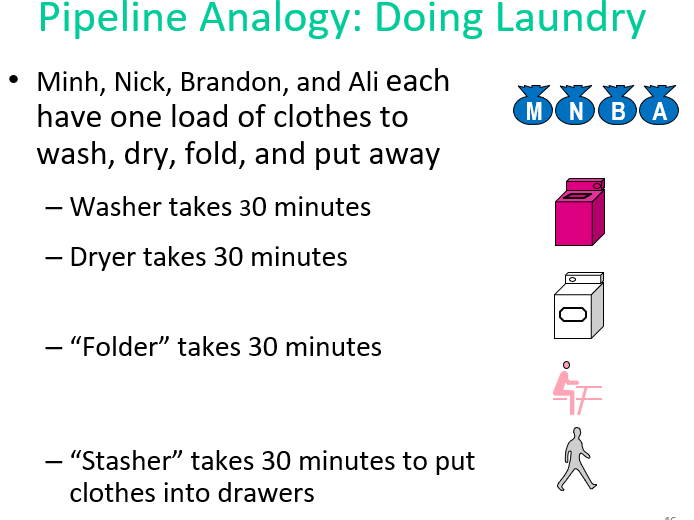 Pipeline Analogy: Doing Laundry
• Minh, Nick, Brandon, and Ali each
have one load of clothes to
wash, dry, fold, and put away
M N B A
– Washer takes 30 minutes
– Dryer takes 30 minutes
– “Folder” takes 30 minutes
– “Stasher” takes 30 minutes to put
clothes into drawers